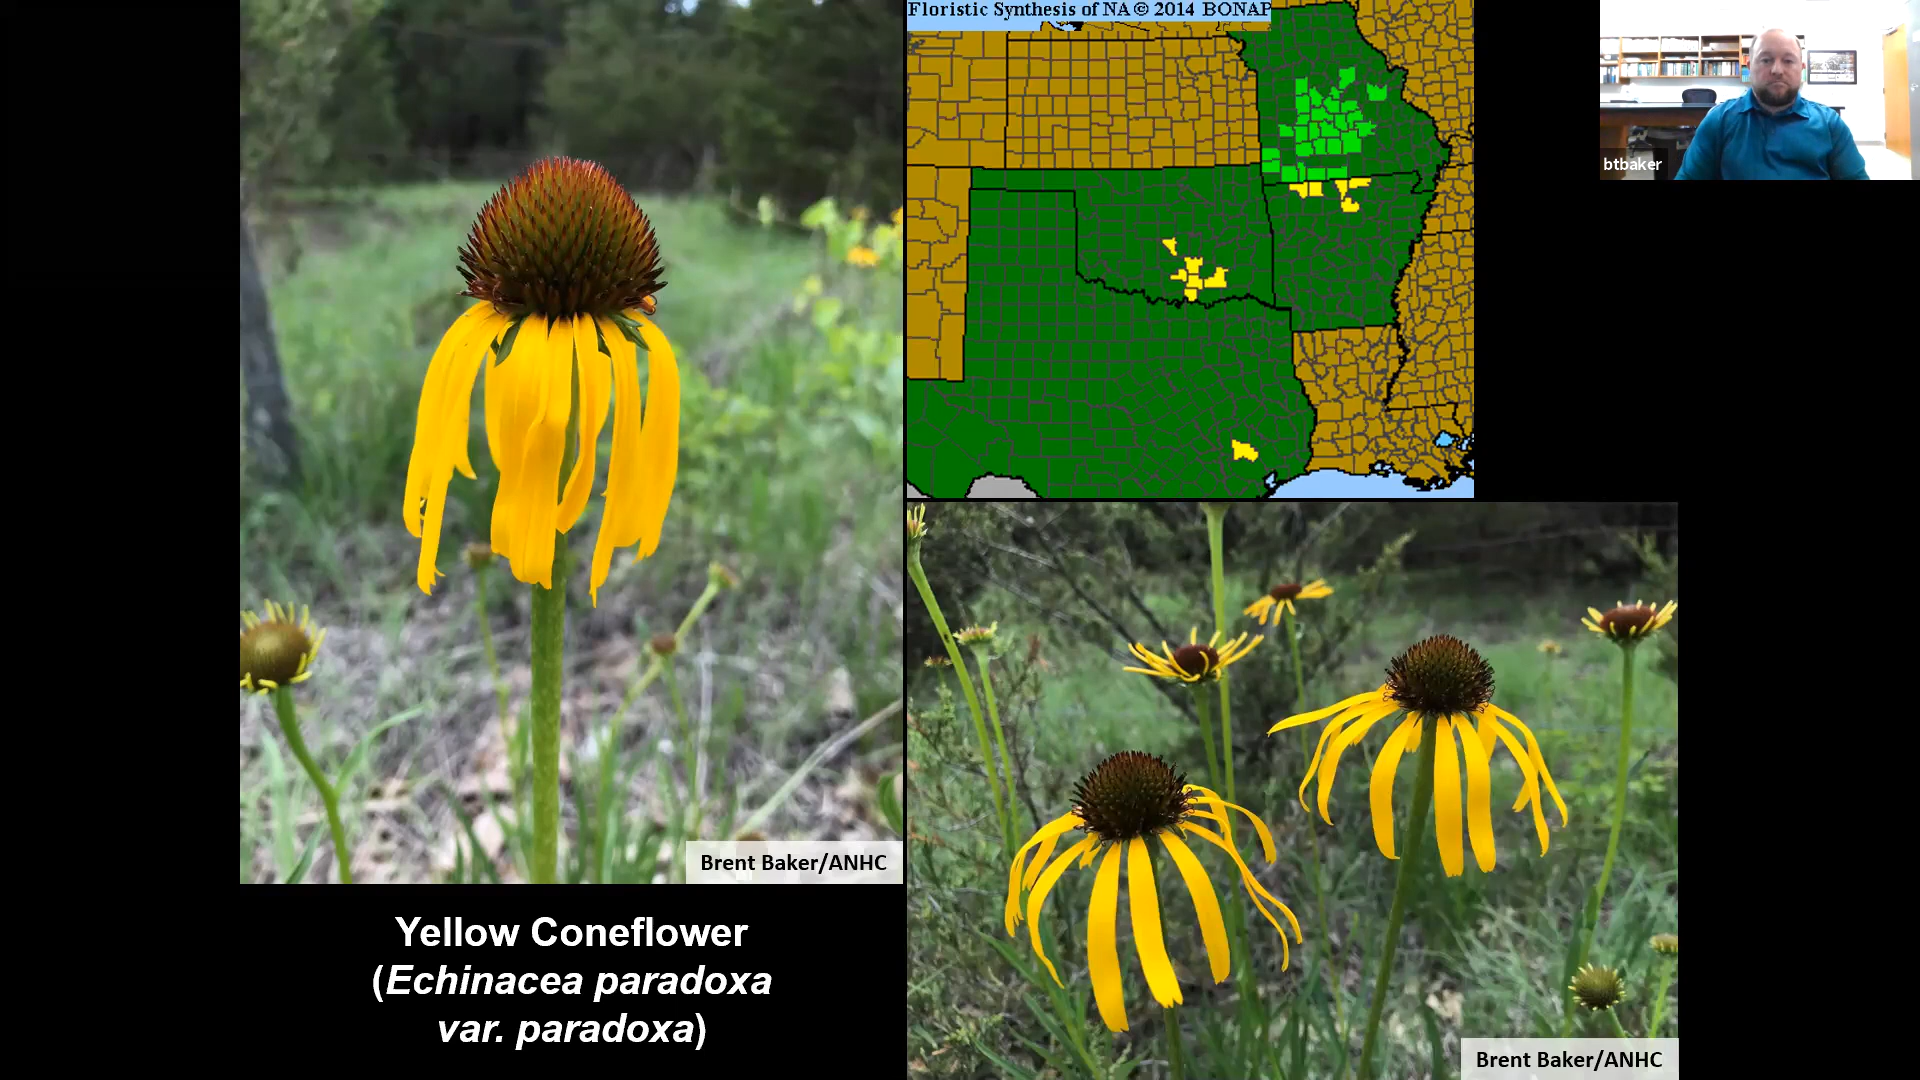 Floristic Synthesis of NA © 2014 BONAP
btbaker
Brent Baker/ANHC
Yellow Coneflower
(Echinacea paradoxa
var. paradoxa)
Brent Baker/ANHC